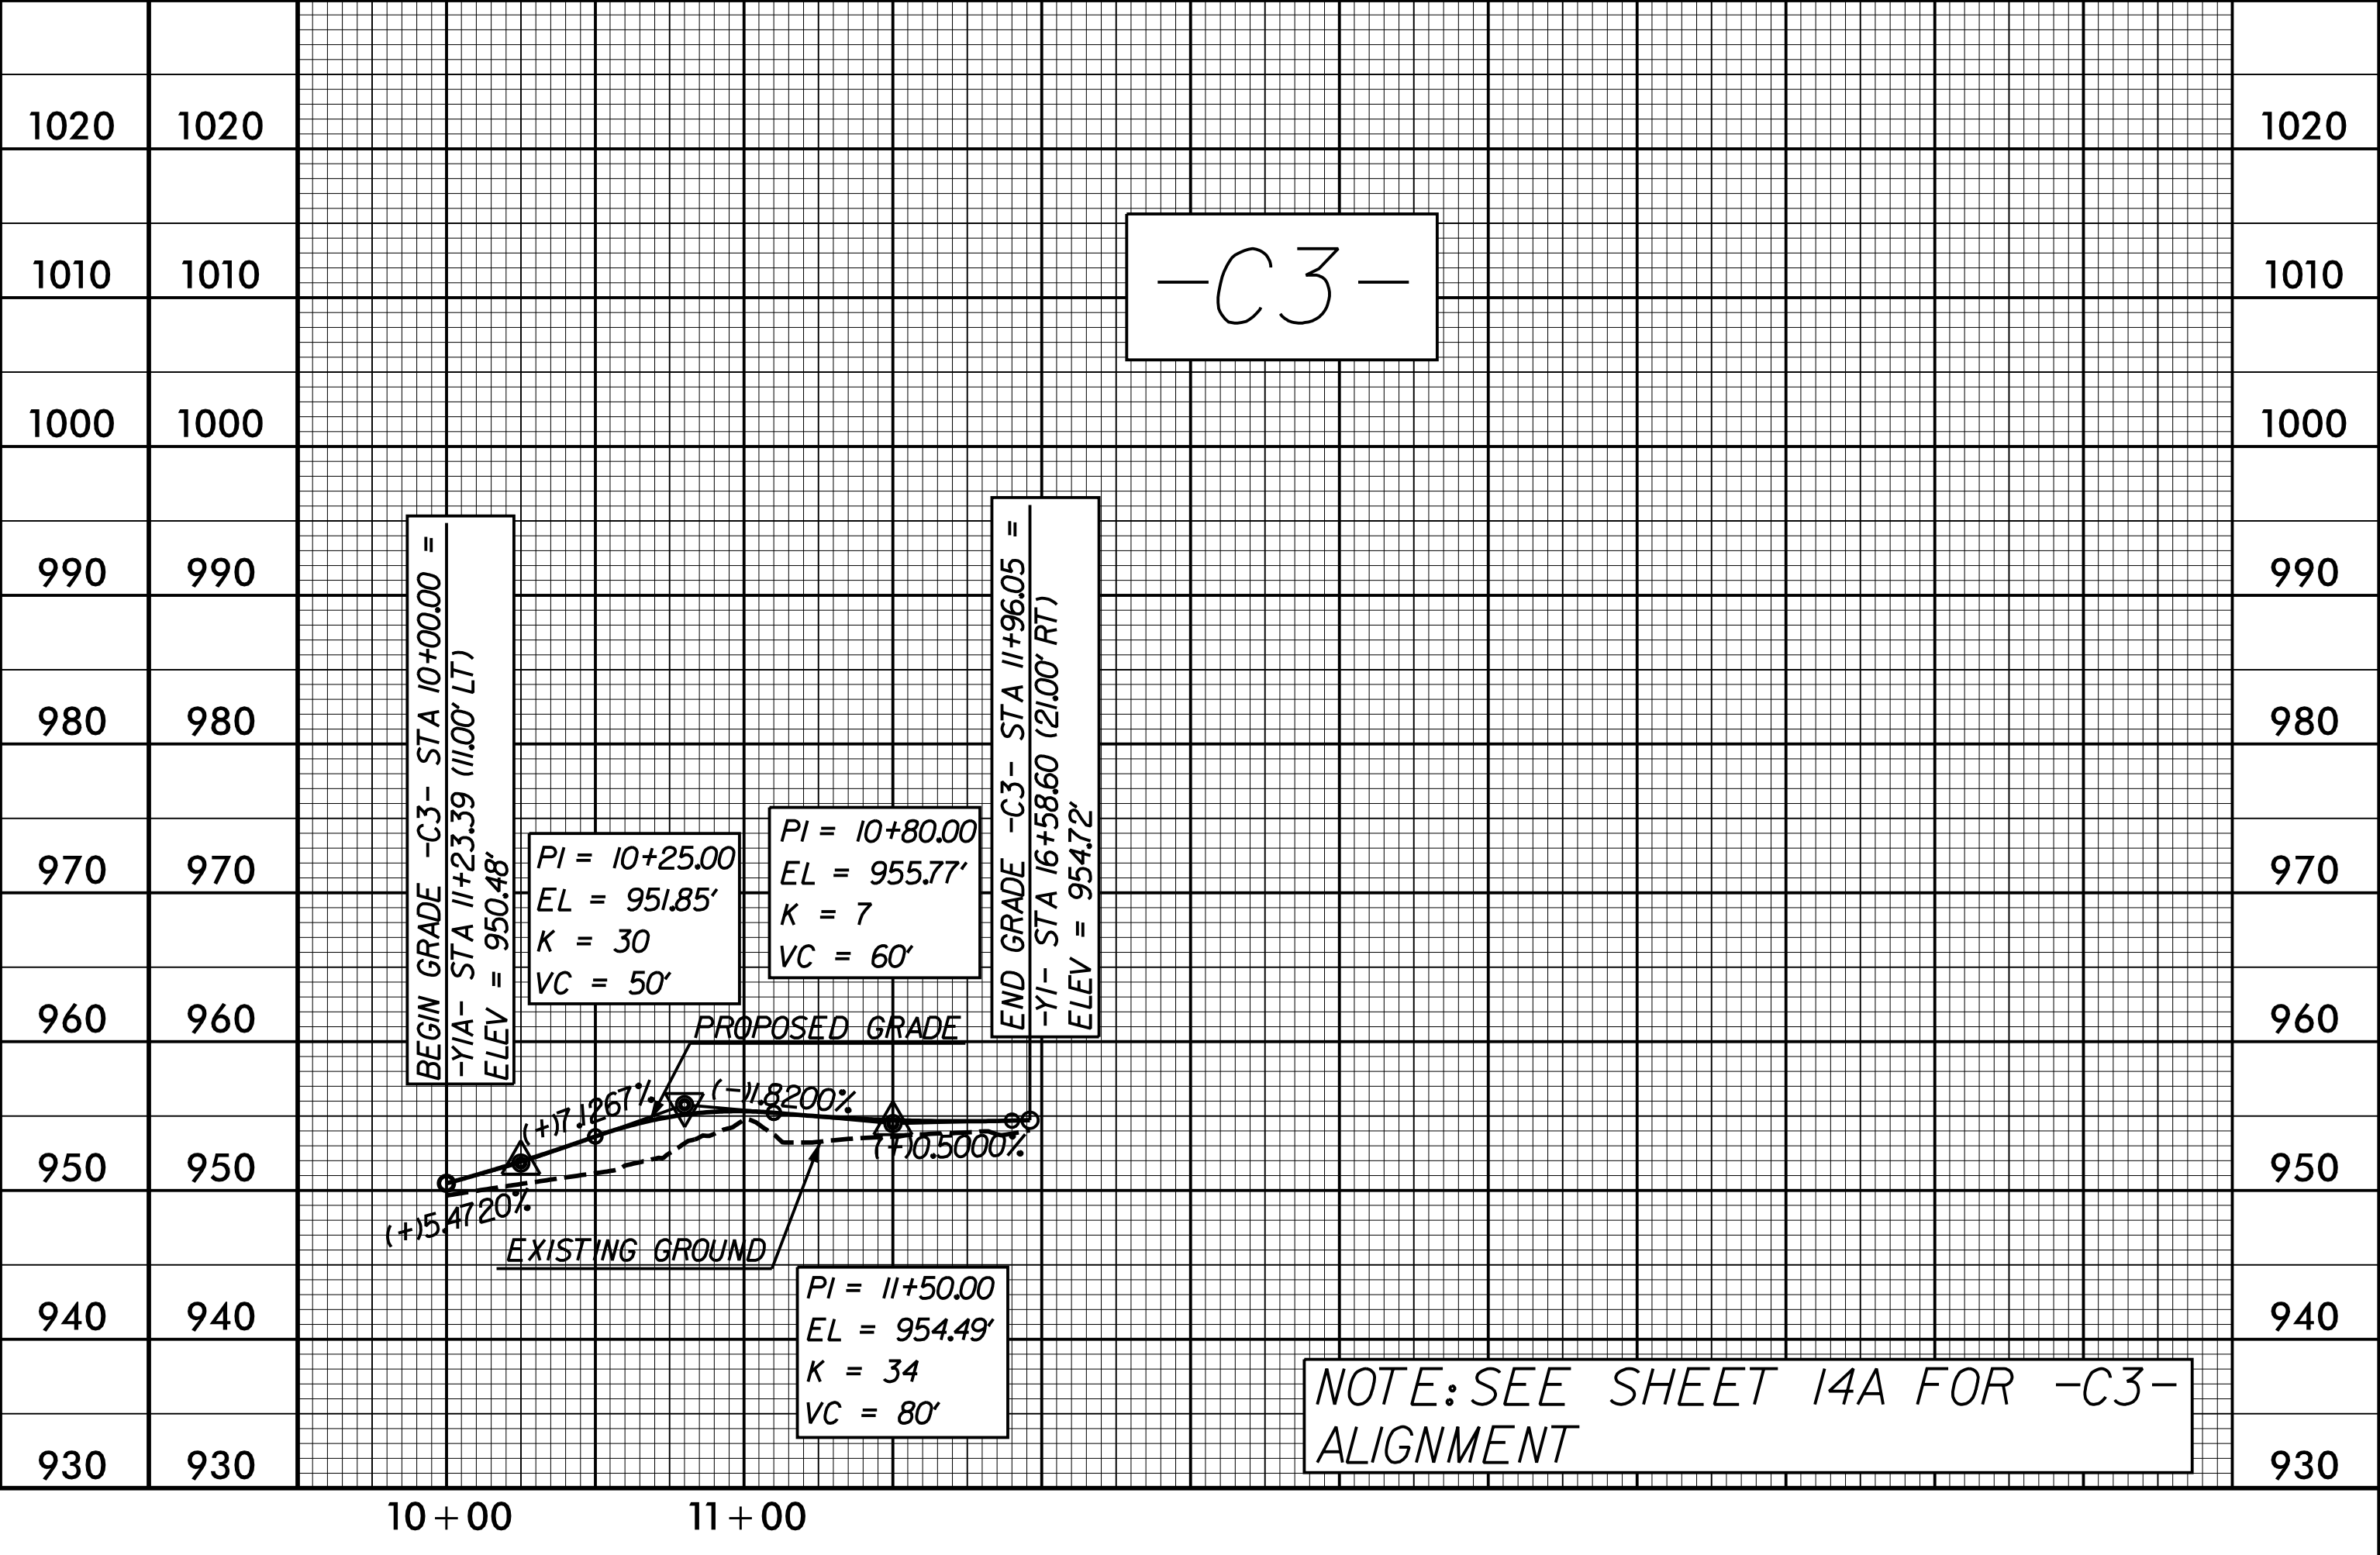 -C3-
1020 1020 1020
1010 1010 1010
1000 1000 1000
990 990 990
980 980 980
970 970 970
960 960 960
950 950 950
940 940 940
930 930 930
BEGIN GRADE -C3- STA 10+00.00 =
-Y1A- STA 11+23.39 (11.00' LT)
ELEV = 950.48'
PI = 10+25.00
EL = 951.85'
K = 30
VC = 50'
PI = 10+80.00
EL = 955.77'
K = 7
VC = 60'
END GRADE -C3- STA 11+96.05 =
-Y1- STA 16+58.60 (21.00' RT)
ELEV = 954.72'
PROPOSED GRADE
(+)7.1267%
(-)1.8200%
(+)0.5000%
(+)5.4720%
EXISTING GROUND
PI = 11+50.00
EL = 954.49'
K = 34
VC = 80'
NOTE: SEE SHEET 14A FOR -C3-
ALIGNMENT
10+00 11+00